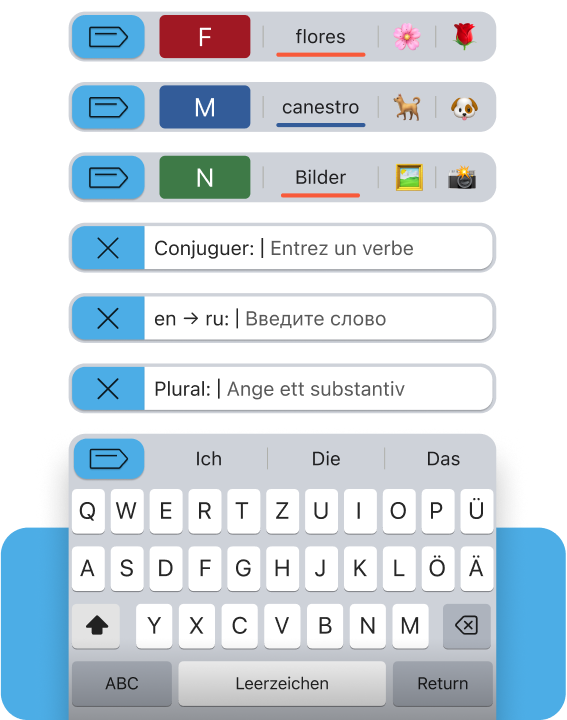 F flores
M canestro
N Bilder
Conjuguer: | Entrez un verbe
en → ru: | Введите слово
Plural: | Ange ett substantiv
Ich Die Das
Q W E R T Z U I O P Ü
A S D F G H J K L Ö Ä
Y X C V B N M
ABC Leerzeichen Return